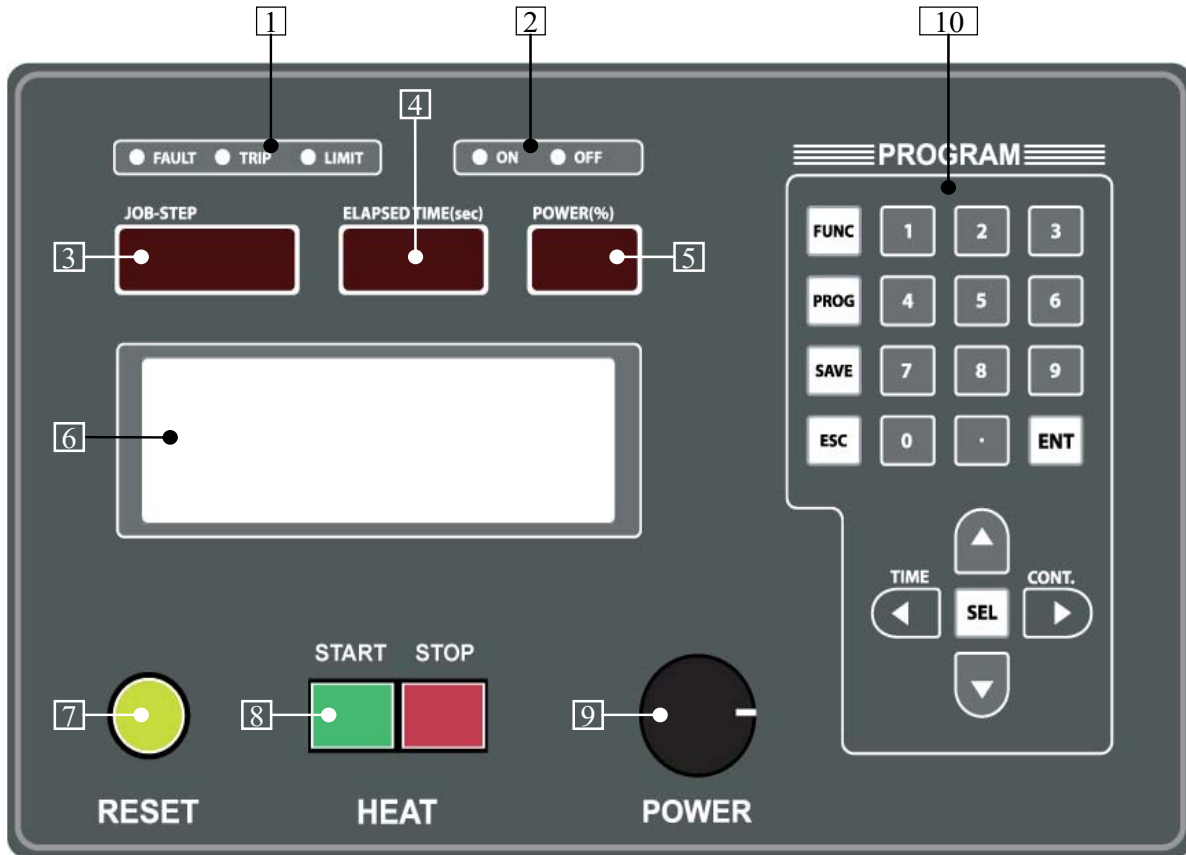 1 2 10
4
FAULT TRIP LIMIT ON OFF
PROGRAM
JOB-STEP ELAPSED TIME(sec) POWER(%)
3 5
FUNC 1 2 3
PROG 4 5 6
SAVE 7 8 9
6
ESC 0 . ENT
TIME CONT.
SEL
START STOP
7 8 9
RESET HEAT POWER